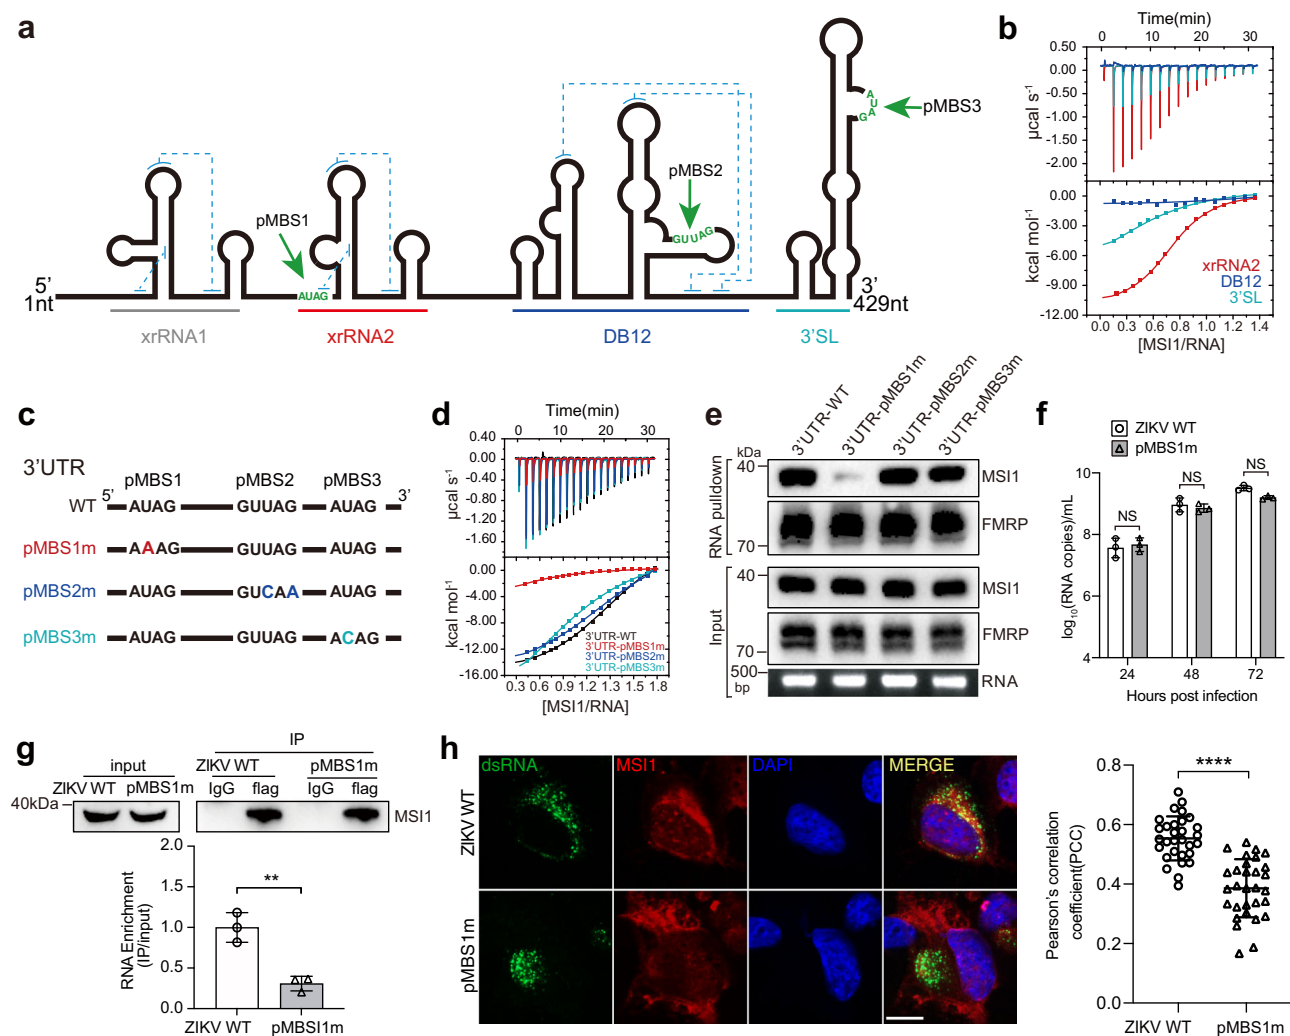 a
pMBS1
pMBS2
pMBS3
AUAG
GUUAG
AUAG
5'
1nt
3'
429nt
xrRNA1
xrRNA2
DB12
3'SL
b
Time(min)
0 10 20 30
0.50
0.00
-0.50
-1.00
-1.50
-2.00
µcal s⁻¹
0.00
-3.00
-6.00
-9.00
-12.00
kcal mol⁻¹
xrRNA2
DB12
3'SL
0.0 0.3 0.6 0.9 1.2 1.4
[MSI1/RNA]
c
3'UTR
pMBS1 pMBS2 pMBS3
WT 5' AUAG GUUAG AUAG 3'
pMBS1m AAAG GUUAG AUAG
pMBS2m AUAG GUCAA AUAG
pMBS3m AUAG GUUAG ACAG
d
Time(min)
0 10 20 30
0.40
0.00
-0.80
-1.60
-1.20
µcal s⁻¹
0.00
-4.00
-8.00
-12.00
-16.00
kcal mol⁻¹
3'UTR-WT
3'UTR-pMBS1m
3'UTR-pMBS2m
3'UTR-pMBS3m
0.3 0.6 0.9 1.2 1.5 1.8
[MSI1/RNA]
e
3'UTR-WT
3'UTR-pMBS1m
3'UTR-pMBS2m
3'UTR-pMBS3m
kDa
RNA pulldown
40
MSI1
FMRP
70
Input
40
MSI1
FMRP
70
500
bp
RNA
f
ZIKV WT
pMBS1m
NS
NS
NS
10
8
6
4
log₁₀(RNA copies)/mL
24 48 72
Hours post infection
g
IP
input
ZIKV WT pMBS1m
ZIKV WT pMBS1m
IgG flag IgG flag
40kDa
MSI1
**
2.0
1.5
1.0
0.5
0.0
RNA Enrichment
(IP/input)
ZIKV WT pMBSI1m
h
dsRNA MSI1 DAPI MERGE
ZIKV WT
pMBS1m
****
0.8
0.6
0.4
0.2
0.0
Pearson's correlation
coefficient(PCC)
ZIKV WT pMBS1m